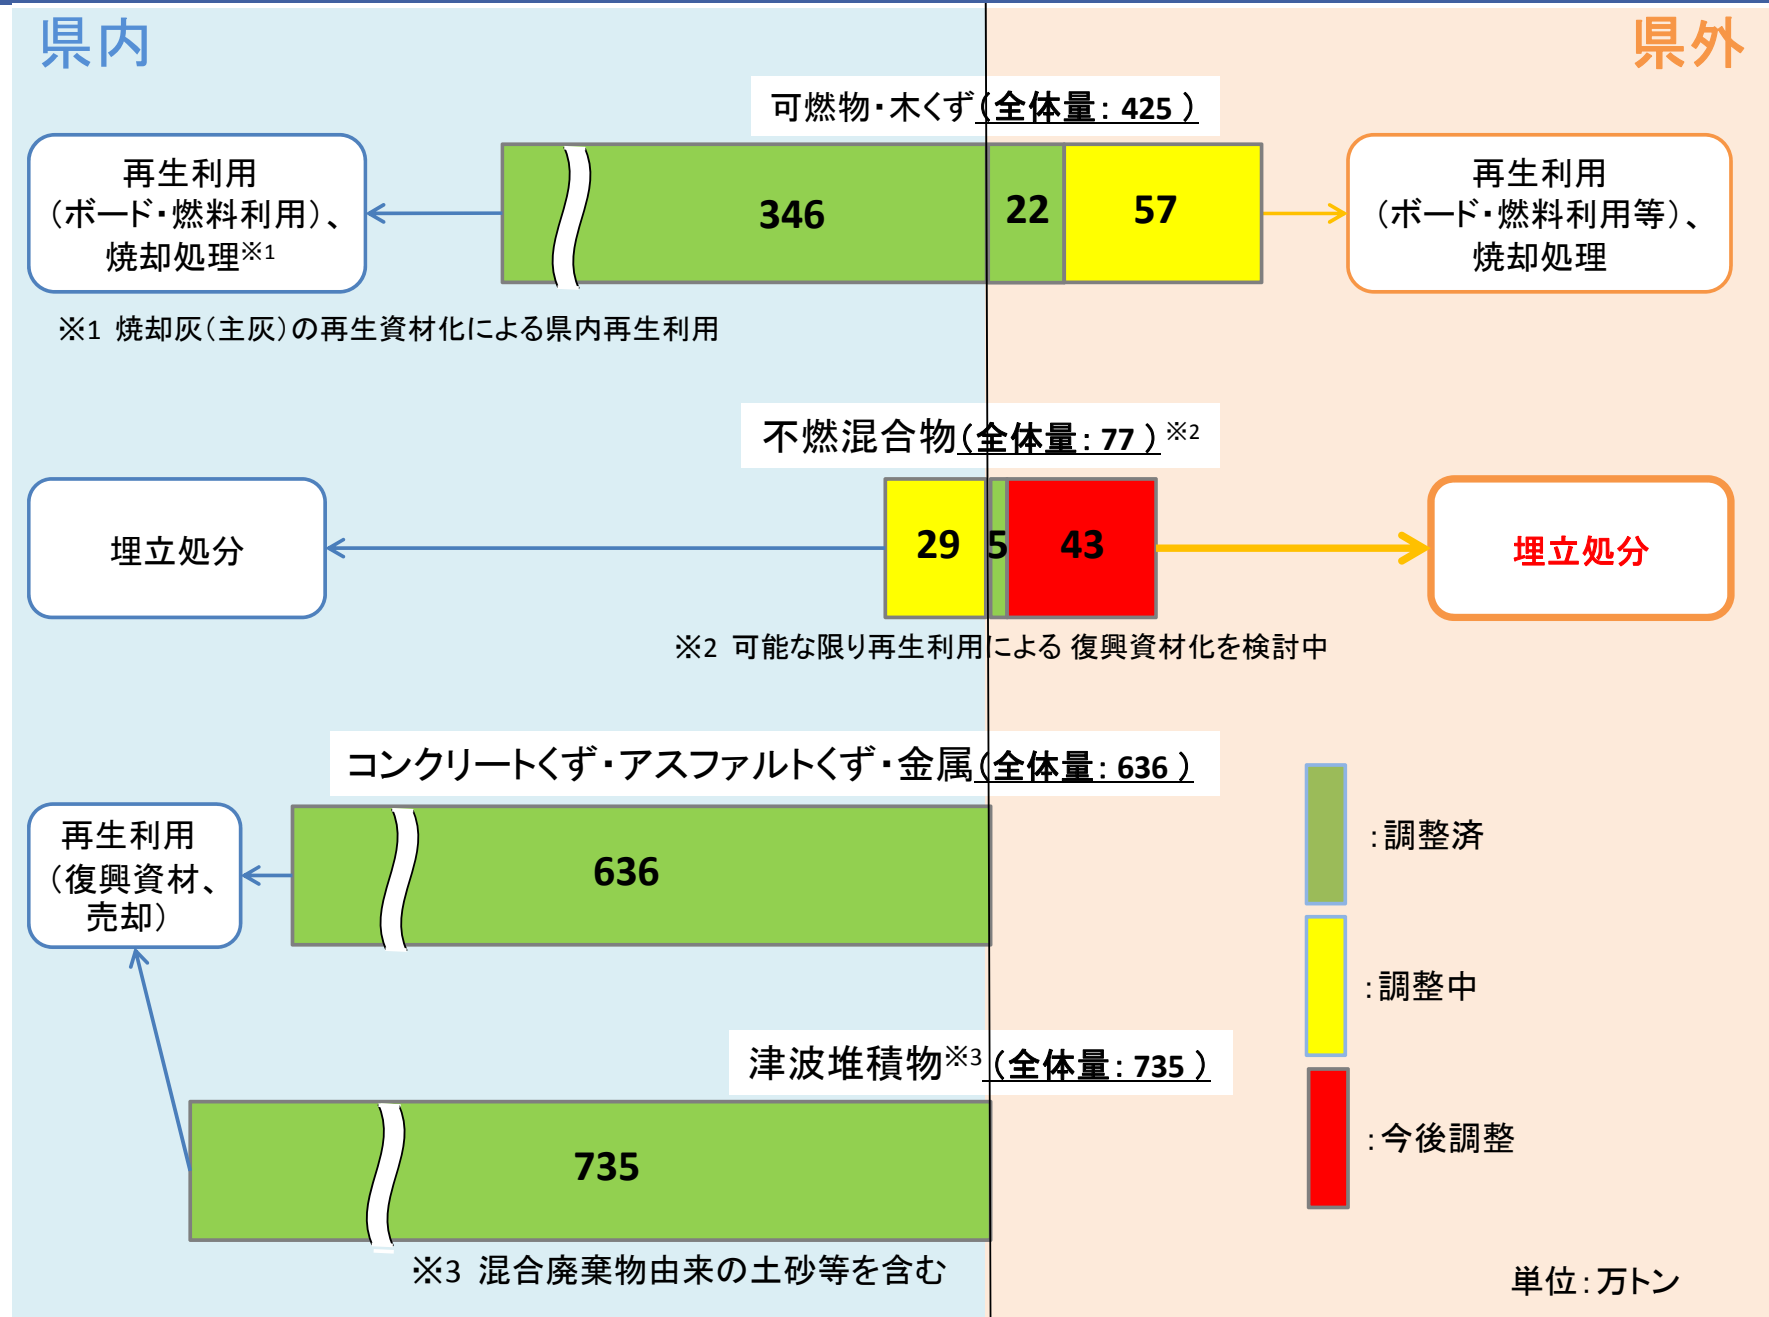 県内
県外
可燃物・木くず(全体量：425)
再生利用
(ボード・燃料利用)、
焼却処理※1
346
22
57
再生利用
(ボード・燃料利用等)、
焼却処理
※1 焼却灰(主灰)の再生資材化による県内再生利用
不燃混合物(全体量：77)※2
埋立処分
29
5
43
埋立処分
※2 可能な限り再生利用による 復興資材化を検討中
コンクリートくず・アスファルトくず・金属(全体量：636)
再生利用
(復興資材、
売却)
636
：調整済
：調整中
津波堆積物※3(全体量：735)
735
：今後調整
※3 混合廃棄物由来の土砂等を含む
単位：万トン